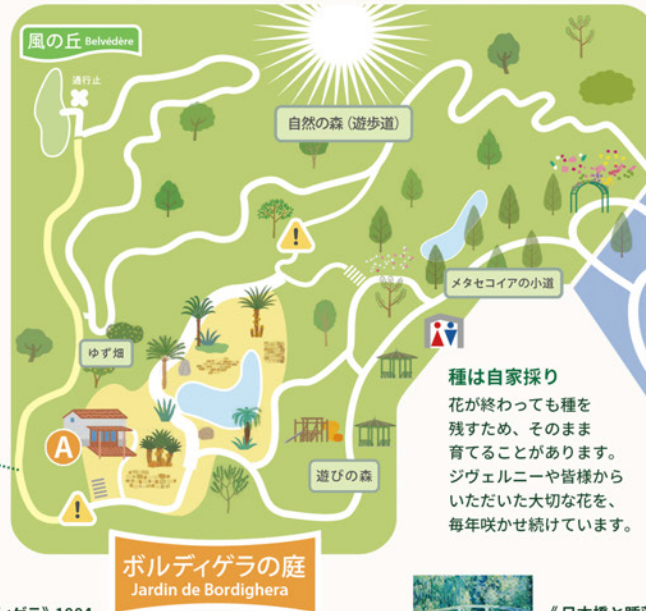 風の丘 Belvédère
通行止
自然の森（遊歩道）
メタセコイアの小道
ゆず畑
A
遊びの森
種は自家採り
花が終わっても種を
残すため、そのまま
育てることがあります。
ジヴェルニーや皆様から
いただいた大切な花を、
毎年咲かせ続けています。
ボルディゲラの庭
Jardin de Bordighera